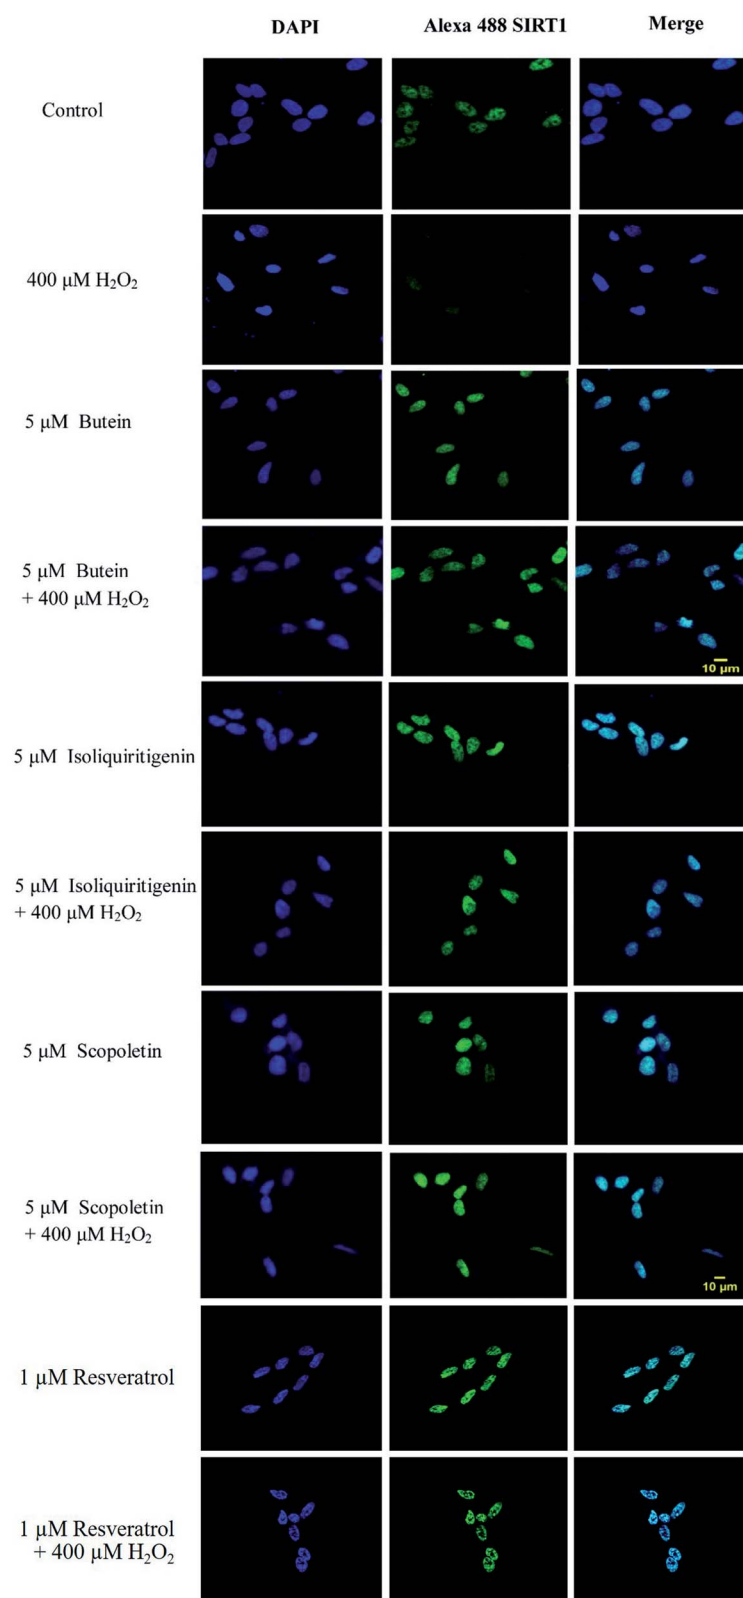 DAPI Alexa 488 SIRT1 Merge
Control
400 μM H₂O₂
5 μM Butein
5 μM Butein
+ 400 μM H₂O₂
10 μm
5 μM Isoliquiritigenin
5 μM Isoliquiritigenin
+ 400 μM H₂O₂
5 μM Scopoletin
5 μM Scopoletin
+ 400 μM H₂O₂
10 μm
1 μM Resveratrol
1 μM Resveratrol
+ 400 μM H₂O₂